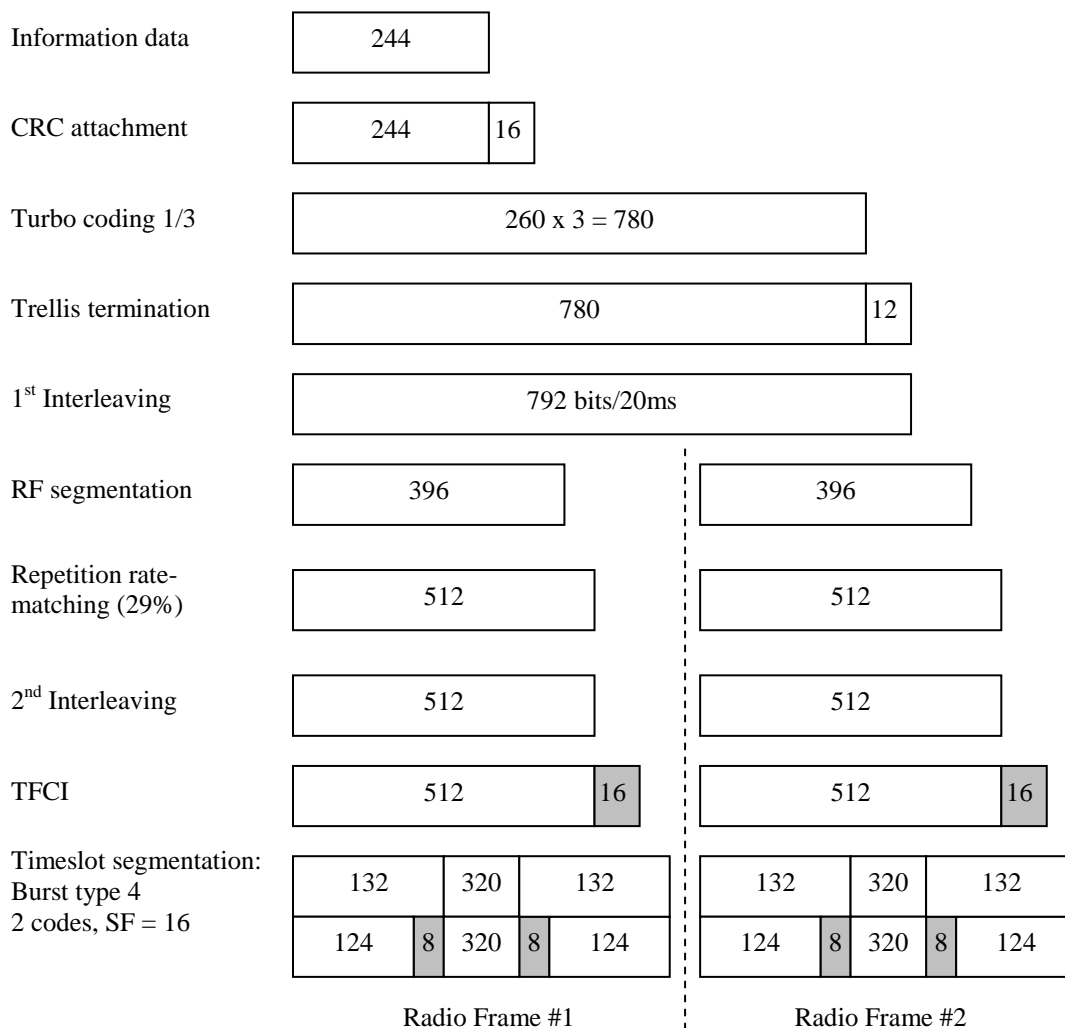 Information data
244
CRC attachment
244 16
Turbo coding 1/3
260 x 3 = 780
Trellis termination
780 12
1st Interleaving
792 bits/20ms
RF segmentation
396 396
Repetition rate-
matching (29%)
512 512
2nd Interleaving
512 512
TFCI
512 16 512 16
Timeslot segmentation:
Burst type 4
2 codes, SF = 16
132 320 132 132 320 132
124 8 320 8 124 124 8 320 8 124
Radio Frame #1 Radio Frame #2